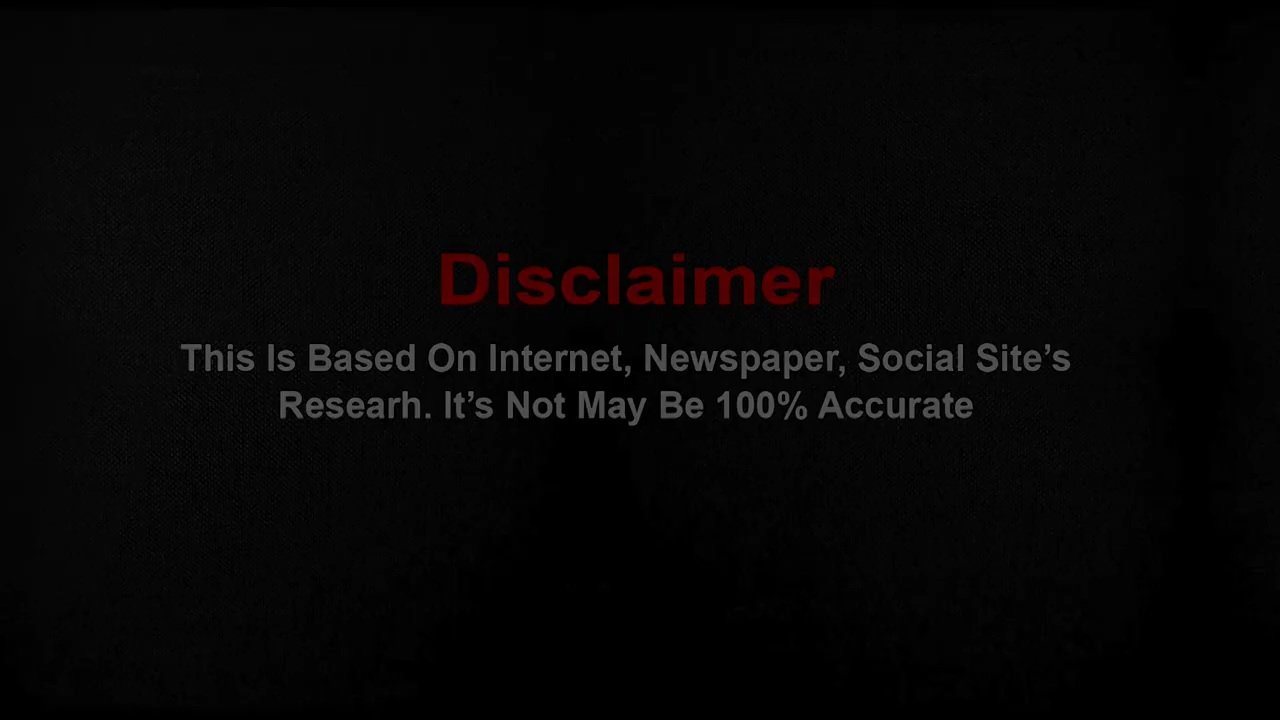 Disclaimer
This Is Based On Internet, Newspaper, Social Site’s
Researh. It’s Not May Be 100% Accurate